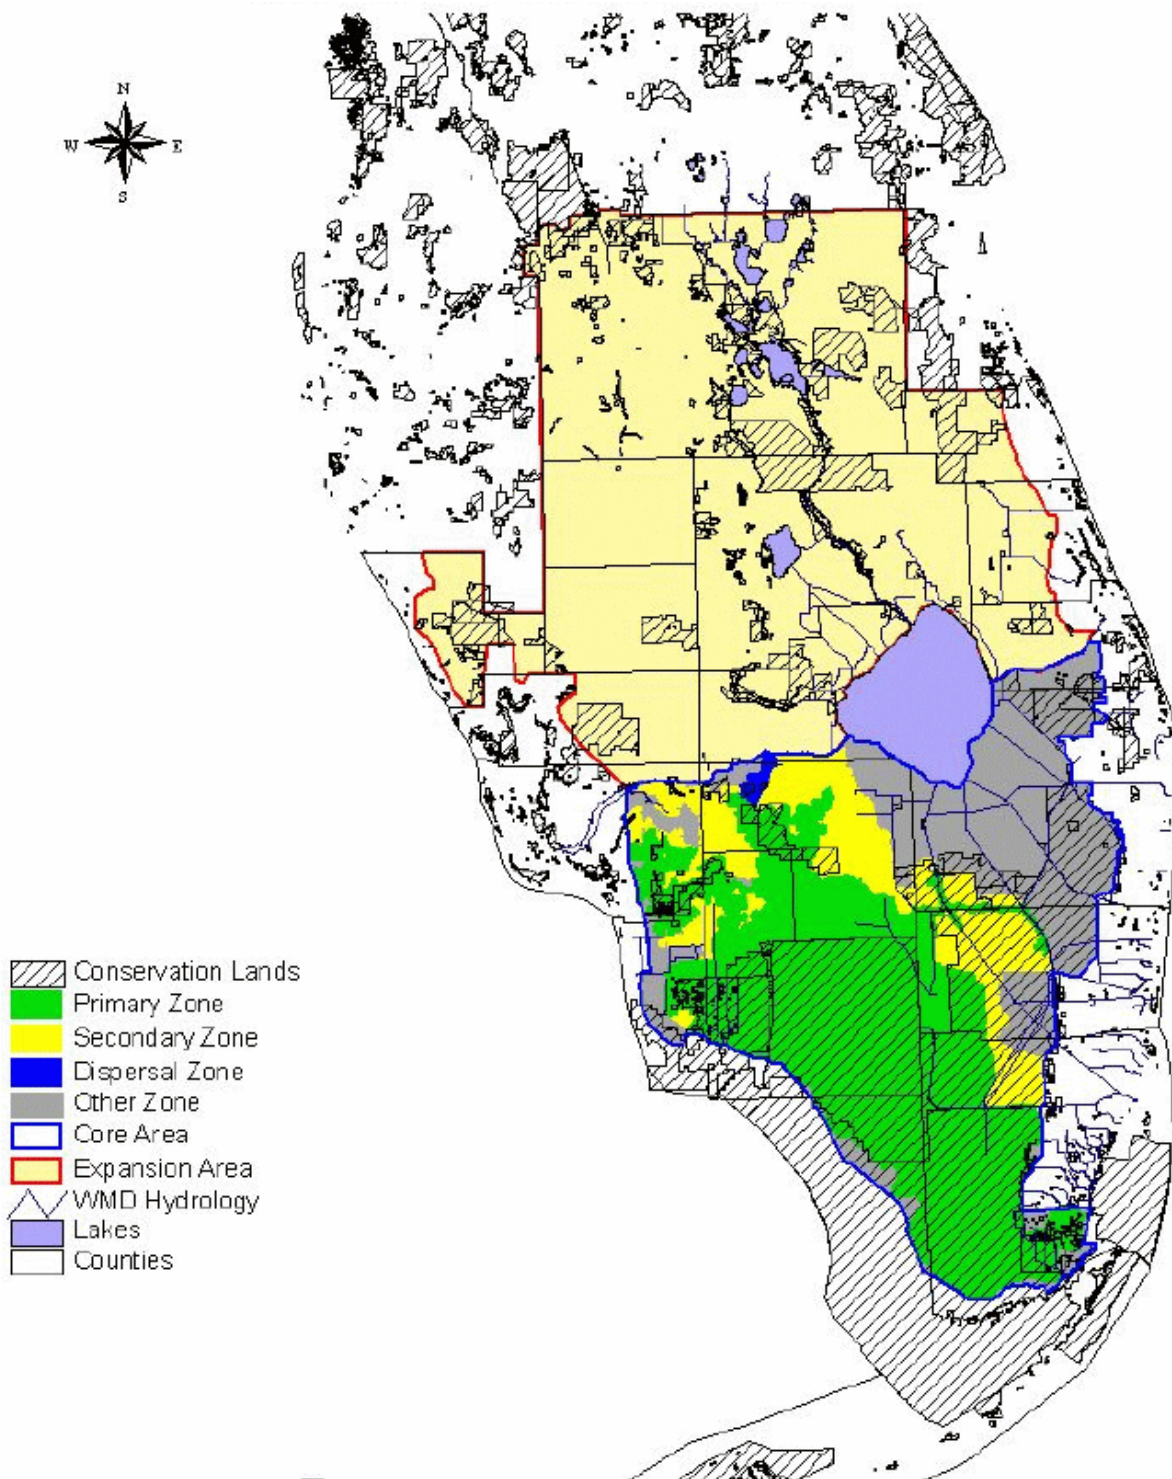 N
W E
S
Conservation Lands
Primary Zone
Secondary Zone
Dispersal Zone
Other Zone
Core Area
Expansion Area
WMD Hydrology
Lakes
Counties